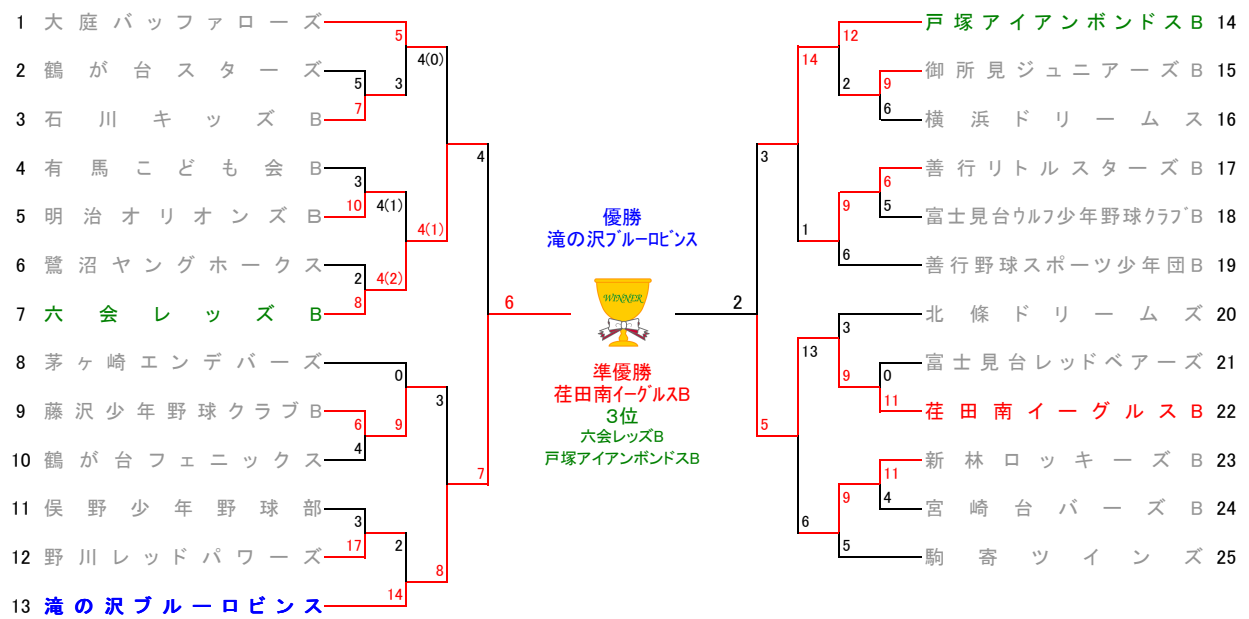 1 大庭バッファローズ
5
4(0)
2 鶴が台スターズ
5
3
3 石川キッズB
7
4
4 有馬こども会B
3
4(1)
5 明治オリオンズB
10
4(1)
6 鷺沼ヤングホークス
2
4(2)
7 六会レッズB
8
6
8 茅ヶ崎エンデバーズ
0
3
9 藤沢少年野球クラブB
6
9
10 鶴が台フェニックス
4
7
11 俣野少年野球部
3
12 野川レッドパワーズ
17
2
8
13 滝の沢ブルーロビンス
14
優勝
滝の沢ブルーロビンス
WINNER
準優勝
荏田南イーグルスB
3位
六会レッズB
戸塚アイアンボンドスB
戸塚アイアンボンドスB 14
12
14
御所見ジュニアーズB 15
9
2
横浜ドリームス 16
6
3
善行リトルスターズB 17
6
富士見台ウルフ少年野球クラブB 18
5
9
1
善行野球スポーツ少年団B 19
6
2
北條ドリームズ 20
3
13
富士見台レッドベアーズ 21
0
9
荏田南イーグルスB 22
11
5
新林ロッキーズB 23
11
宮崎台バーズB 24
4
9
6
駒寄ツインズ 25
5